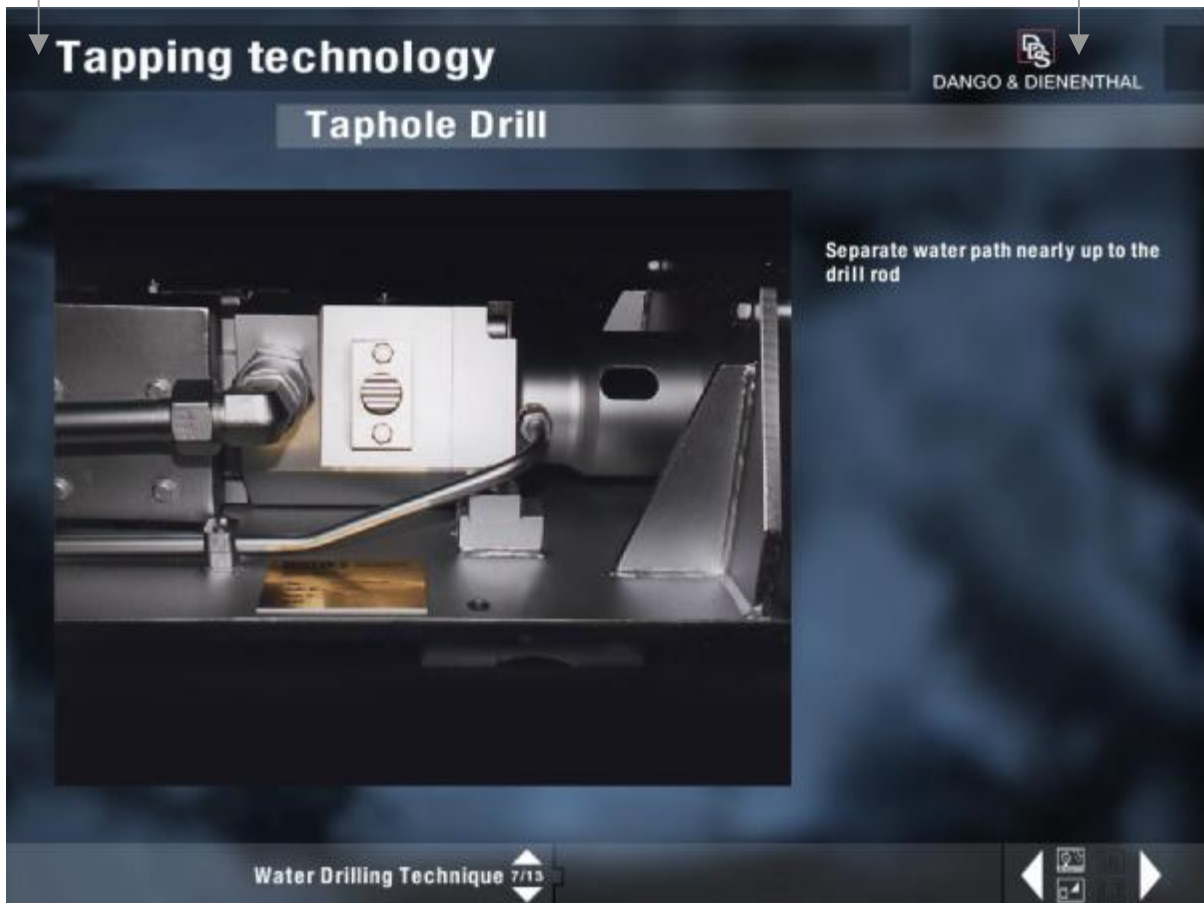 Tapping technology
DDS
DANGO & DIENENTHAL
Taphole Drill
Separate water path nearly up to the
drill rod
Water Drilling Technique 7/13